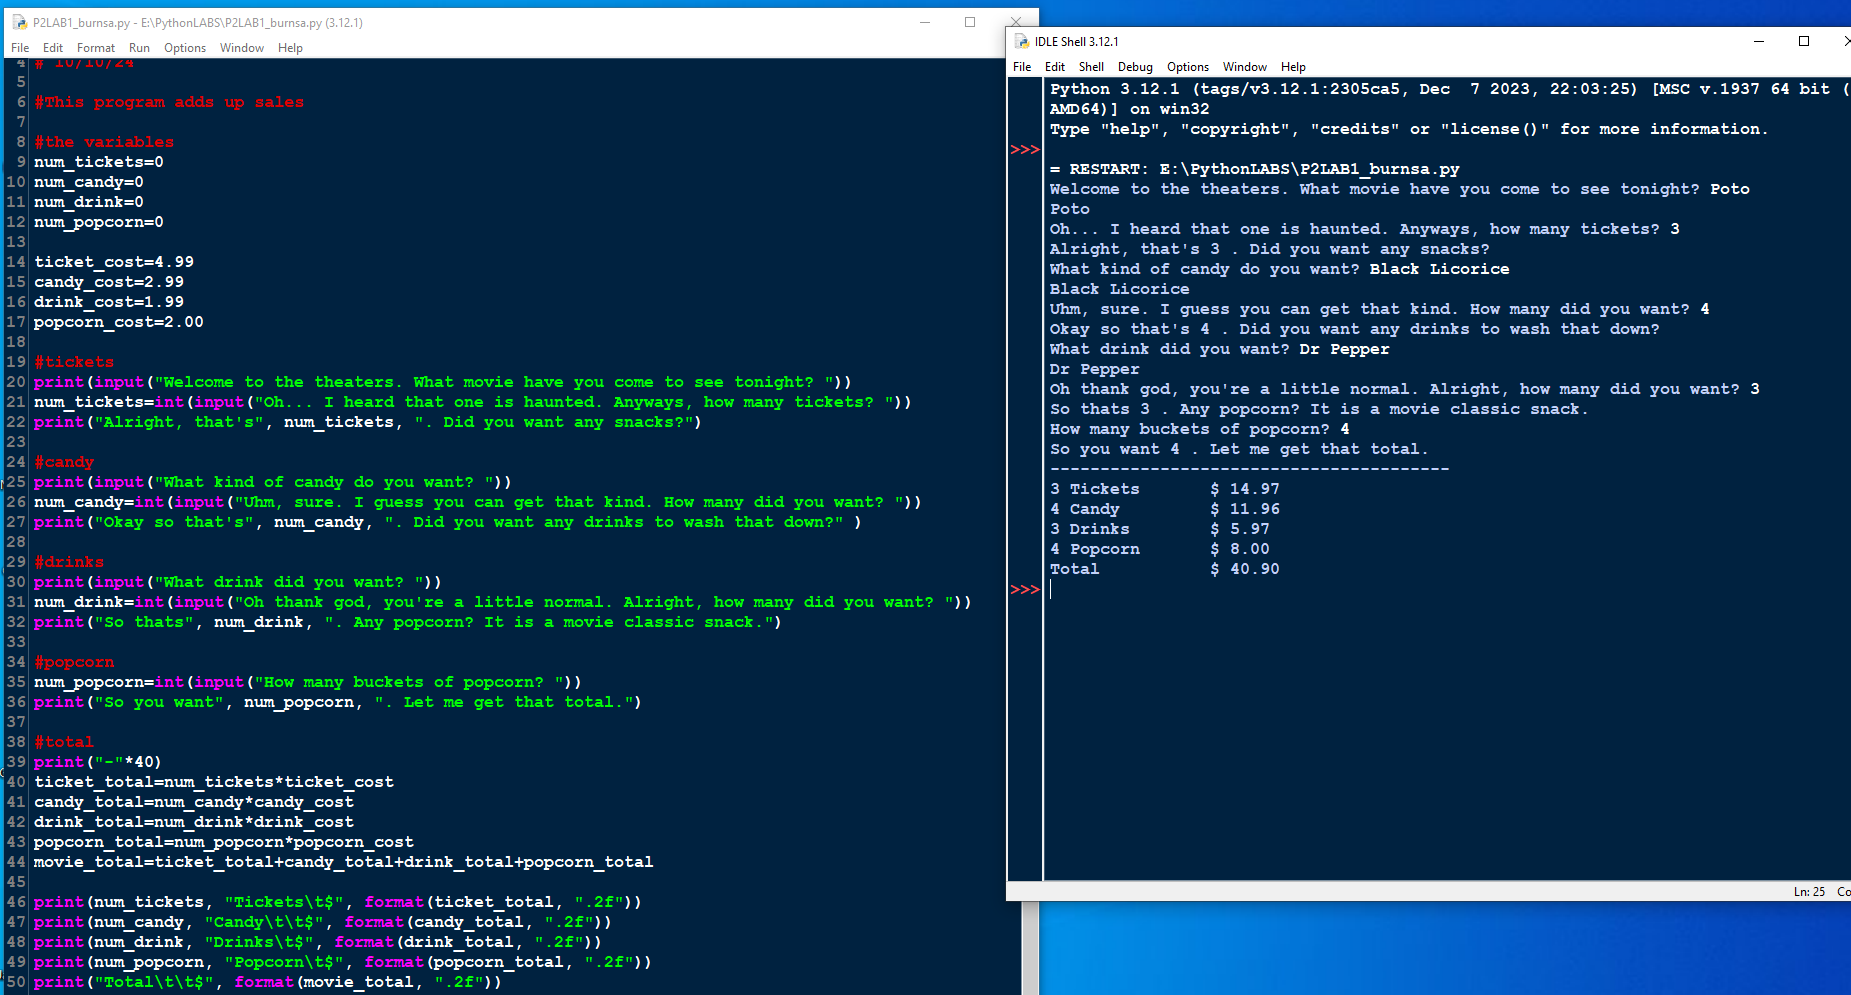 P2LAB1_burnsa.py - E:\PythonLABS\P2LAB1_burnsa.py (3.12.1)
File Edit Format Run Options Window Help
4 # 10/10/24
5
6 #This program adds up sales
7
8 #the variables
9 num_tickets=0
10 num_candy=0
11 num_drink=0
12 num_popcorn=0
13
14 ticket_cost=4.99
15 candy_cost=2.99
16 drink_cost=1.99
17 popcorn_cost=2.00
18
19 #tickets
20 print(input("Welcome to the theaters. What movie have you come to see tonight? "))
21 num_tickets=int(input("Oh... I heard that one is haunted. Anyways, how many tickets? "))
22 print("Alright, that's", num_tickets, ". Did you want any snacks?")
23
24 #candy
25 print(input("What kind of candy do you want? "))
26 num_candy=int(input("Uhm, sure. I guess you can get that kind. How many did you want? "))
27 print("Okay so that's", num_candy, ". Did you want any drinks to wash that down?" )
28
29 #drinks
30 print(input("What drink did you want? "))
31 num_drink=int(input("Oh thank god, you're a little normal. Alright, how many did you want? "))
32 print("So thats", num_drink, ". Any popcorn? It is a movie classic snack.")
33
34 #popcorn
35 num_popcorn=int(input("How many buckets of popcorn? "))
36 print("So you want", num_popcorn, ". Let me get that total.")
37
38 #total
39 print("-"*40)
40 ticket_total=num_tickets*ticket_cost
41 candy_total=num_candy*candy_cost
42 drink_total=num_drink*drink_cost
43 popcorn_total=num_popcorn*popcorn_cost
44 movie_total=ticket_total+candy_total+drink_total+popcorn_total
45
46 print(num_tickets, "Tickets\t$", format(ticket_total, ".2f"))
47 print(num_candy, "Candy\t\t$", format(candy_total, ".2f"))
48 print(num_drink, "Drinks\t$", format(drink_total, ".2f"))
49 print(num_popcorn, "Popcorn\t$", format(popcorn_total, ".2f"))
50 print("Total\t\t$", format(movie_total, ".2f"))
IDLE Shell 3.12.1
File Edit Shell Debug Options Window Help
Python 3.12.1 (tags/v3.12.1:2305ca5, Dec  7 2023, 22:03:25) [MSC v.1937 64 bit (
AMD64)] on win32
Type "help", "copyright", "credits" or "license()" for more information.
>>>
= RESTART: E:\PythonLABS\P2LAB1_burnsa.py
Welcome to the theaters. What movie have you come to see tonight? Poto
Poto
Oh... I heard that one is haunted. Anyways, how many tickets? 3
Alright, that's 3 . Did you want any snacks?
What kind of candy do you want? Black Licorice
Black Licorice
Uhm, sure. I guess you can get that kind. How many did you want? 4
Okay so that's 4 . Did you want any drinks to wash that down?
What drink did you want? Dr Pepper
Dr Pepper
Oh thank god, you're a little normal. Alright, how many did you want? 3
So thats 3 . Any popcorn? It is a movie classic snack.
How many buckets of popcorn? 4
So you want 4 . Let me get that total.
----------------------------------------
3 Tickets $ 14.97
4 Candy $ 11.96
3 Drinks $ 5.97
4 Popcorn $ 8.00
Total $ 40.90
>>>
Ln: 25 Co